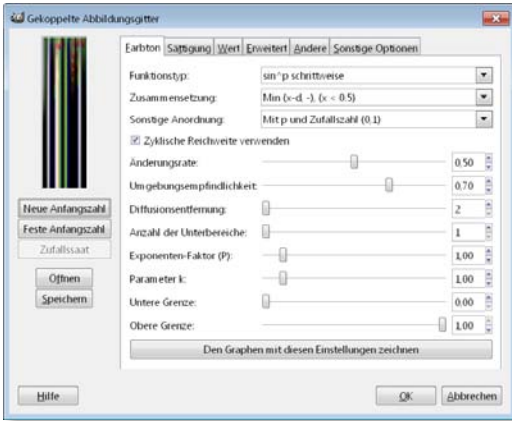 Gekoppelte Abbildungsgitter
Farbton Sättigung Wert Erweitert Andere Sonstige Optionen
Funktionstyp: sin^p schrittweise
Zusammensetzung: Min (x-d, -), (x < 0.5)
Sonstige Anordnung: Mit p und Zufallszahl (0,1)
Zyklische Reichweite verwenden
Änderungsrate: 0,50
Umgebungsempfindlichkeit: 0,70
Diffusionsentfernung: 2
Anzahl der Unterbereiche: 1
Exponenten-Faktor (P): 1,00
Parameter k: 1,00
Untere Grenze: 0,00
Obere Grenze: 1,00
Den Graphen mit diesen Einstellungen zeichnen
Neue Anfangszahl
Feste Anfangszahl
Zufallssaat
Öffnen
Speichern
Hilfe OK Abbrechen